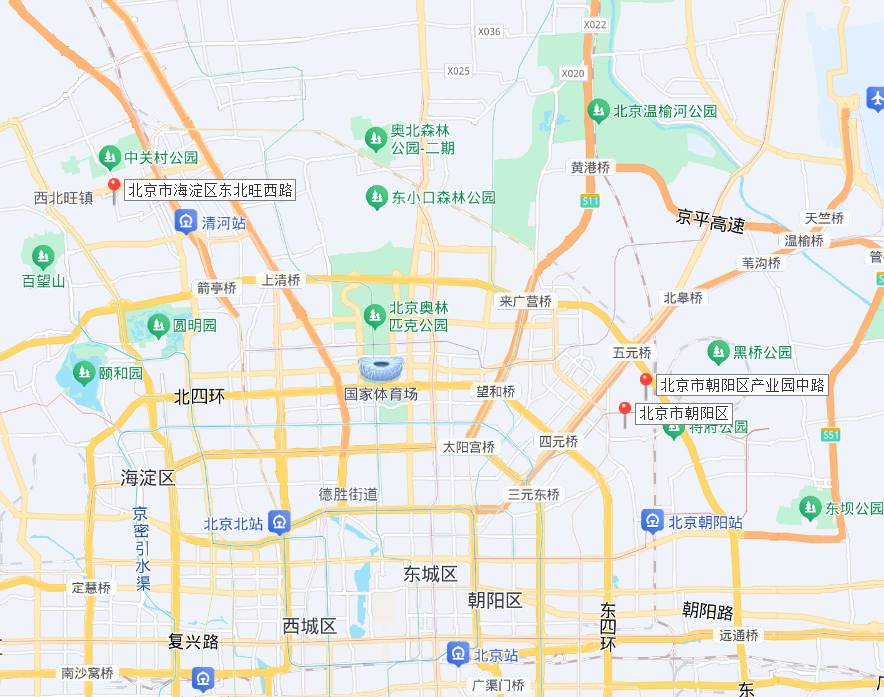 X022
X036
X025
X020
北京温榆河公园
奥北森林
公园-二期
中关村公园
黄港桥
北京市海淀区东北旺西路
西北旺镇
东小口森林公园
S11
清河站
京平高速
天竺桥
温榆桥
百望山
苇沟桥
箭亭桥
上清桥
来广营桥
北皋桥
北京奥林
匹克公园
圆明园
五元桥
黑桥公园
颐和园
国家体育场
望和桥
北京市朝阳区产业园中路
北四环
北京市朝阳区
太阳宫桥
四元桥
S51
海淀区
德胜街道
三元东桥
京密引水渠
北京北站
北京朝阳站
东坝公园
东城区
定慧桥
朝阳区
东四环
朝阳路
西城区
复兴路
远通桥
北京站
南沙窝桥
广渠门桥
东